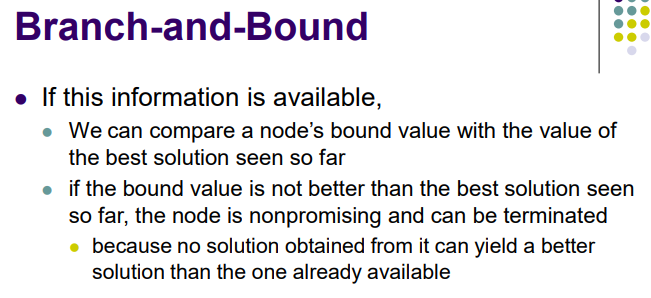 Branch-and-Bound
If this information is available,
We can compare a node's bound value with the value of
the best solution seen so far
if the bound value is not better than the best solution seen
so far, the node is nonpromising and can be terminated
because no solution obtained from it can yield a better
solution than the one already available